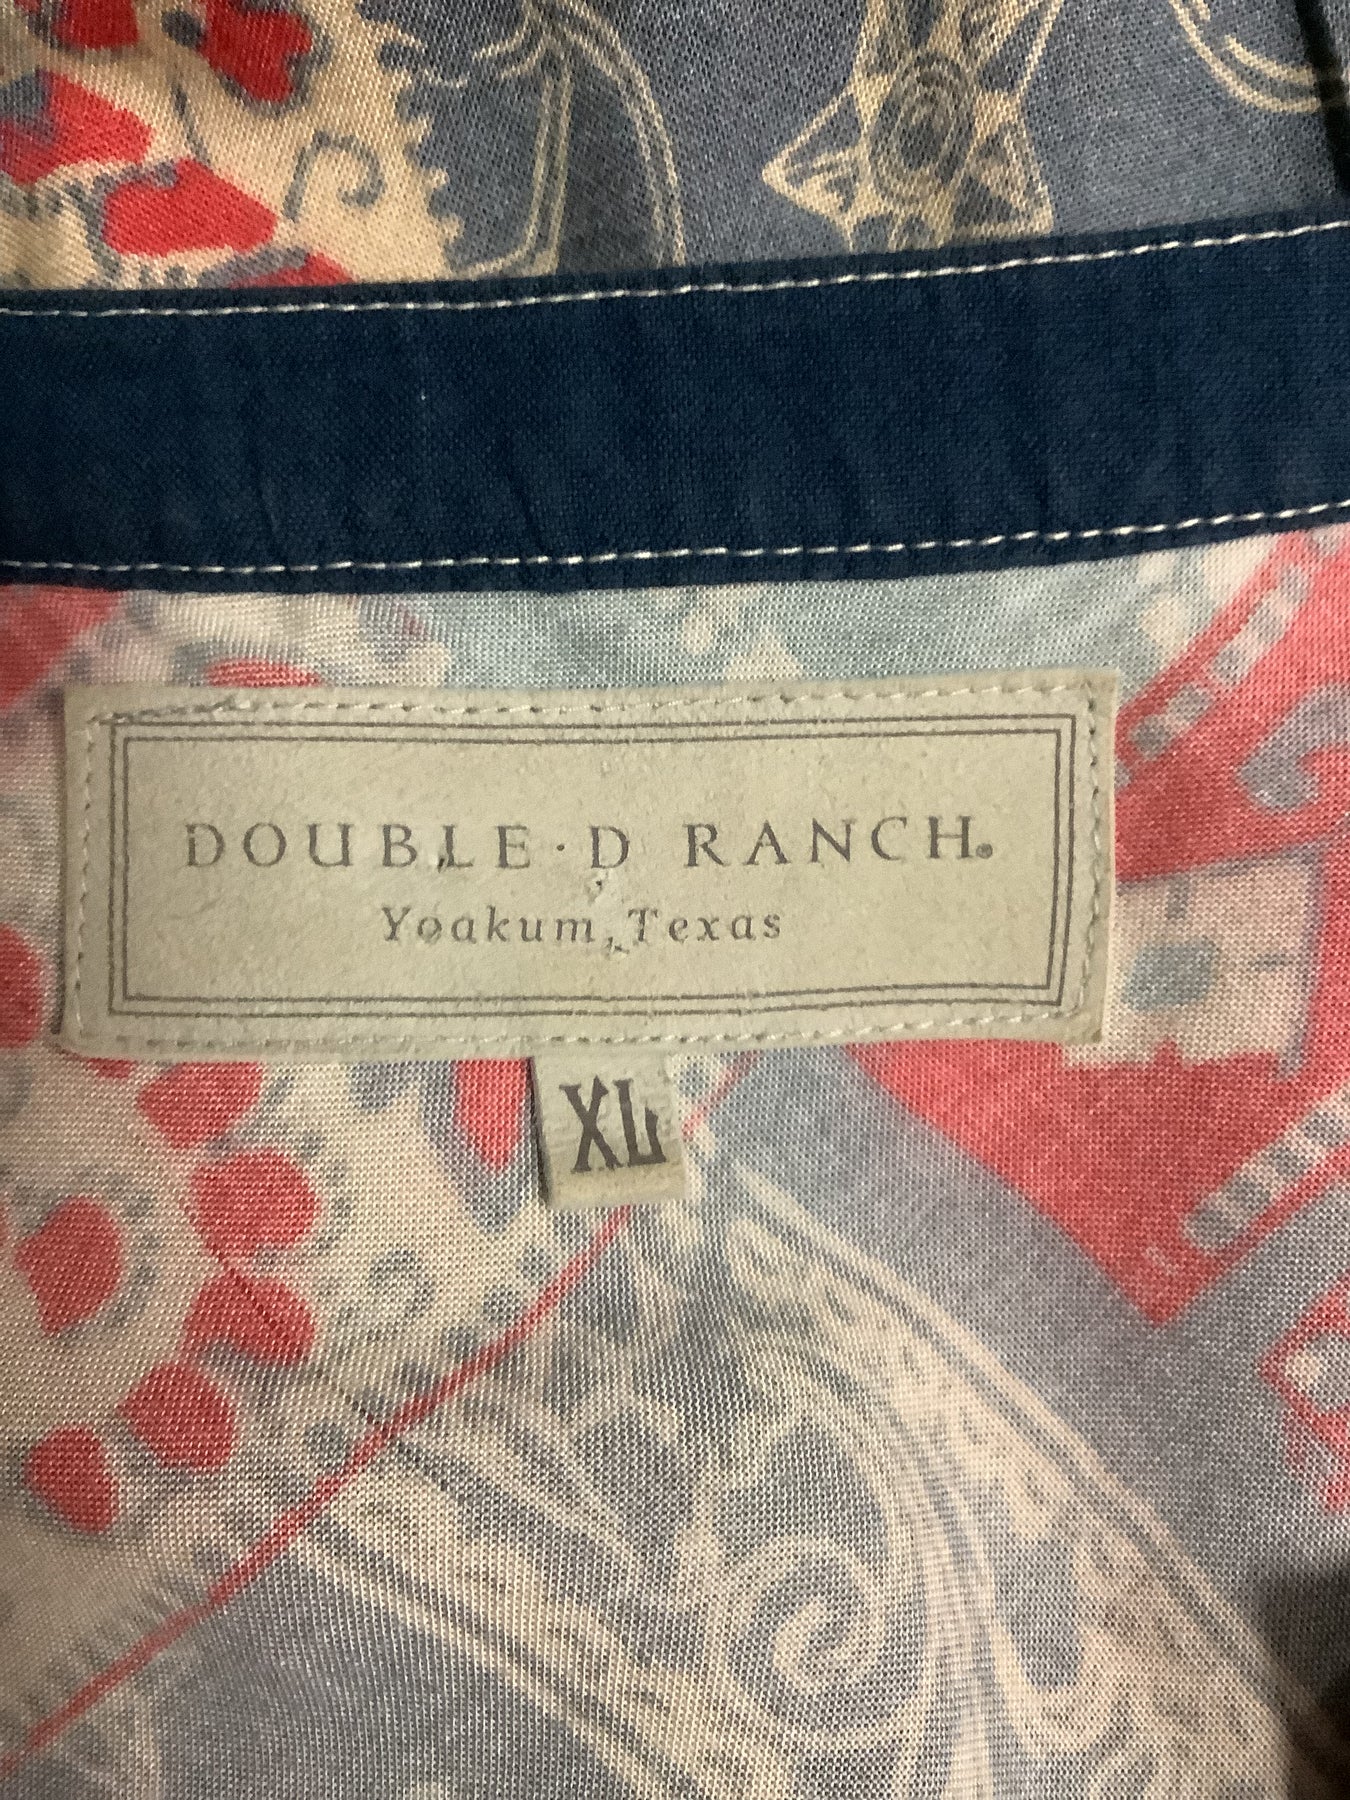 DOUBLE·D RANCH®
Yoakum, Texas
XL